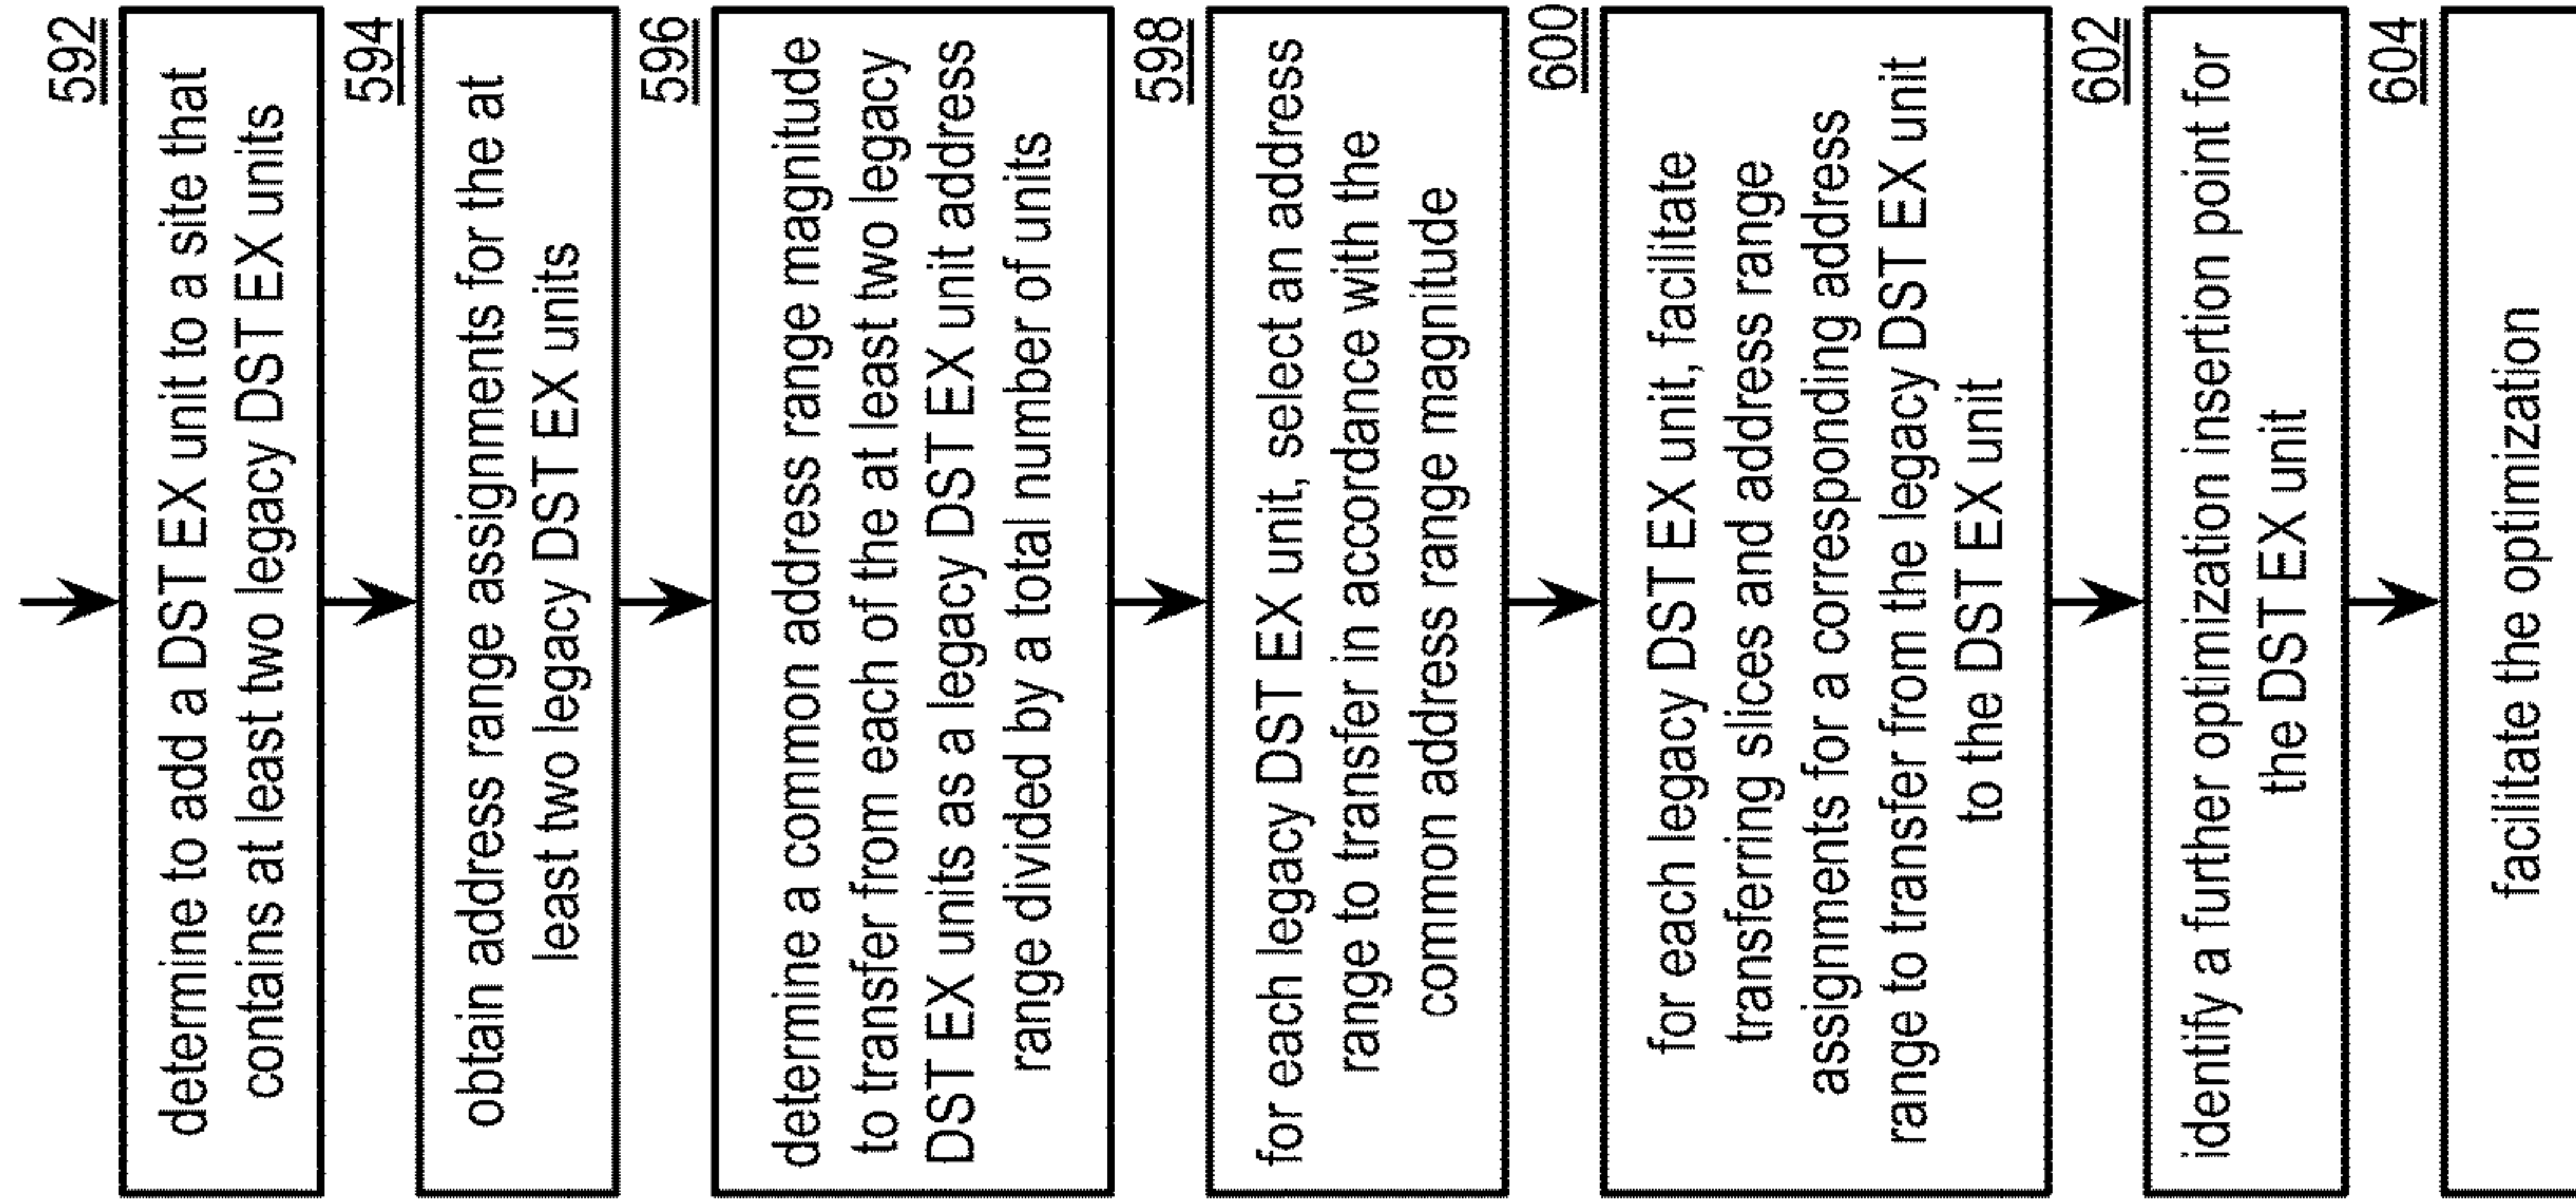 592
determine to add a DST EX unit to a site that
contains at least two legacy DST EX units
594
obtain address range assignments for the at
least two legacy DST EX units
596
determine a common address range magnitude
to transfer from each of the at least two legacy
DST EX units as a legacy DST EX unit address
range divided by a total number of units
598
for each legacy DST EX unit, select an address
range to transfer in accordance with the
common address range magnitude
600
for each legacy DST EX unit, facilitate
transferring slices and address range
assignments for a corresponding address
range to transfer from the legacy DST EX unit
to the DST EX unit
602
identify a further optimization insertion point for
the DST EX unit
604
facilitate the optimization